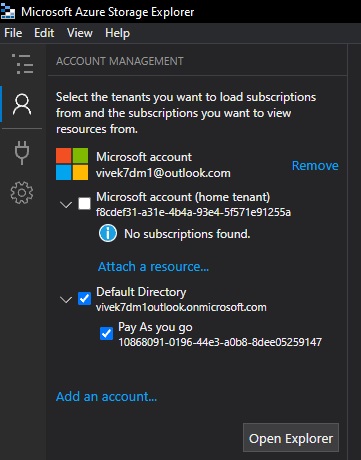 Microsoft Azure Storage Explorer
File Edit View Help
ACCOUNT MANAGEMENT
Select the tenants you want to load subscriptions
from and the subscriptions you want to view
resources from.
Microsoft account
vivek7dm1@outlook.com
Remove
Microsoft account (home tenant)
f8cdef31-a31e-4b4a-93e4-5f571e91255a
No subscriptions found.
Attach a resource...
Default Directory
vivek7dm1outlook.onmicrosoft.com
Pay As you go
10868091-0196-44e3-a0b8-8dee05259147
Add an account...
Open Explorer